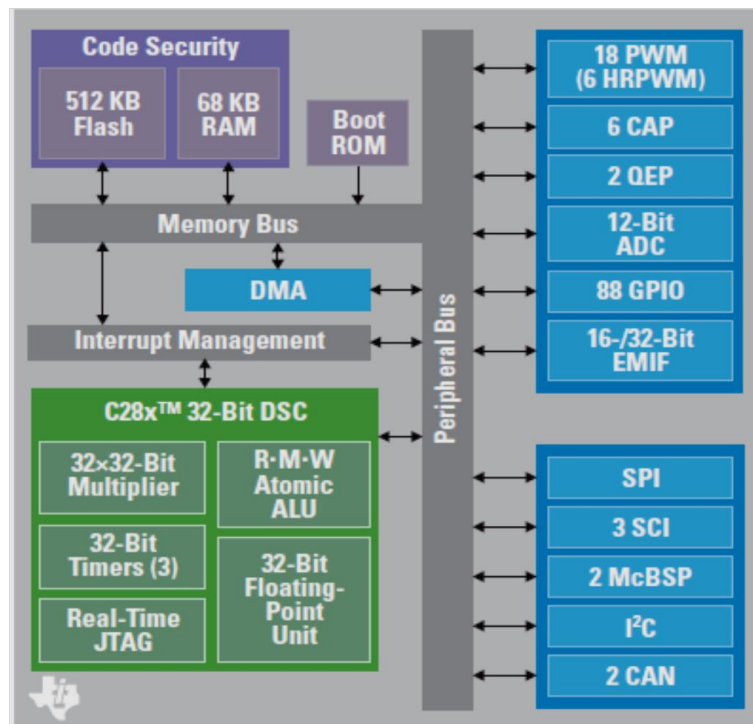 Code Security
512 KB
Flash
68 KB
RAM
Boot
ROM
Memory Bus
DMA
Interrupt Management
C28x™ 32-Bit DSC
32×32-Bit
Multiplier
R·M·W
Atomic
ALU
32-Bit
Timers (3)
32-Bit
Floating-
Point
Unit
Real-Time
JTAG
Peripheral Bus
18 PWM
(6 HRPWM)
6 CAP
2 QEP
12-Bit
ADC
88 GPIO
16-/32-Bit
EMIF
SPI
3 SCI
2 McBSP
I²C
2 CAN